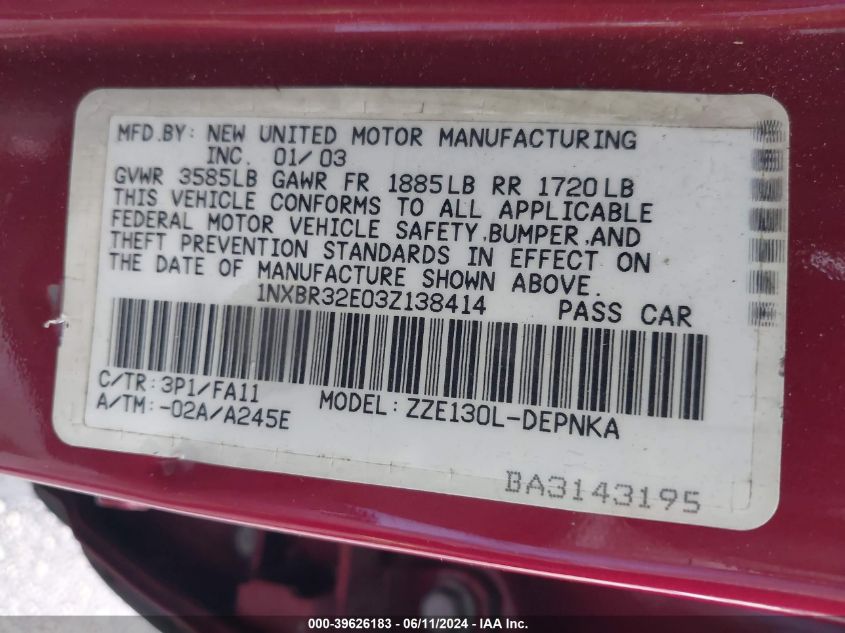 MFD.BY: NEW UNITED MOTOR MANUFACTURING
INC. 01/03
GVWR 3585LB GAWR FR 1885LB RR 1720LB
THIS VEHICLE CONFORMS TO ALL APPLICABLE
FEDERAL MOTOR VEHICLE SAFETY,BUMPER,AND
THEFT PREVENTION STANDARDS IN EFFECT ON
THE DATE OF MANUFACTURE SHOWN ABOVE.
1NXBR32E03Z138414 PASS CAR
C/TR:3P1/FA11
A/TM:-02A/A245E MODEL:ZZE130L-DEPNKA
BA3143195
000-39626183 - 06/11/2024 - IAA Inc.